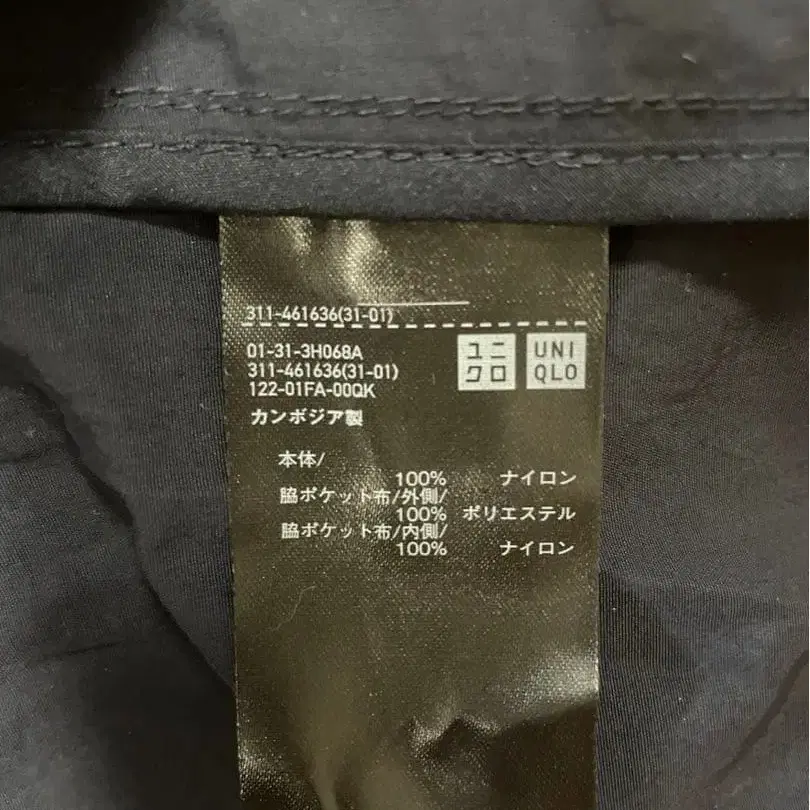 311-461636(31-01)
01-31-3H068A
311-461636(31-01)
122-01FA-00QK
ユニ
クロ
UNI
QLO
カンボジア製
本体/
100% ナイロン
脇ポケット布/外側/
100% ポリエステル
脇ポケット布/内側/
100% ナイロン